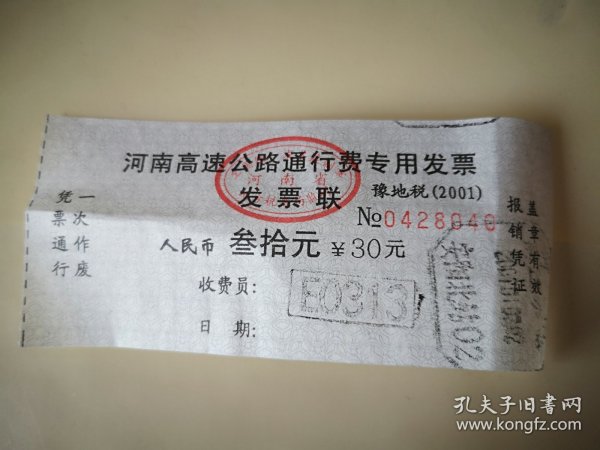 河南高速公路通行费专用发票
发票联
豫地税(2001)
河南省
№0428040
凭票通行
一次作废
人民币 叁拾元 ￥30元
收费员:
E0313
日期:
报销凭证
盖章有效
孔夫子旧书网
www.kongfz.com